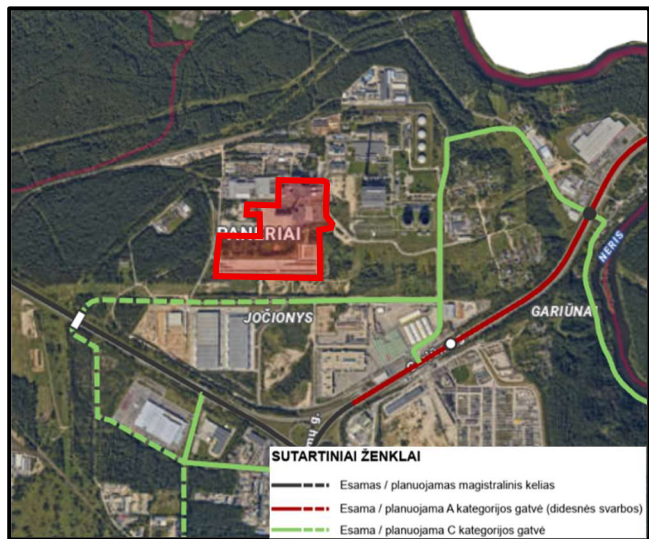 PANERIAI
NERIS
GARIŪNAI
JOČIONYS
SUTARTINIAI ŽENKLAI
Esamas / planuojamas magistralinis kelias
Esama / planuojama A kategorijos gatvė (didesnės svarbos)
Esama / planuojama C kategorijos gatvė